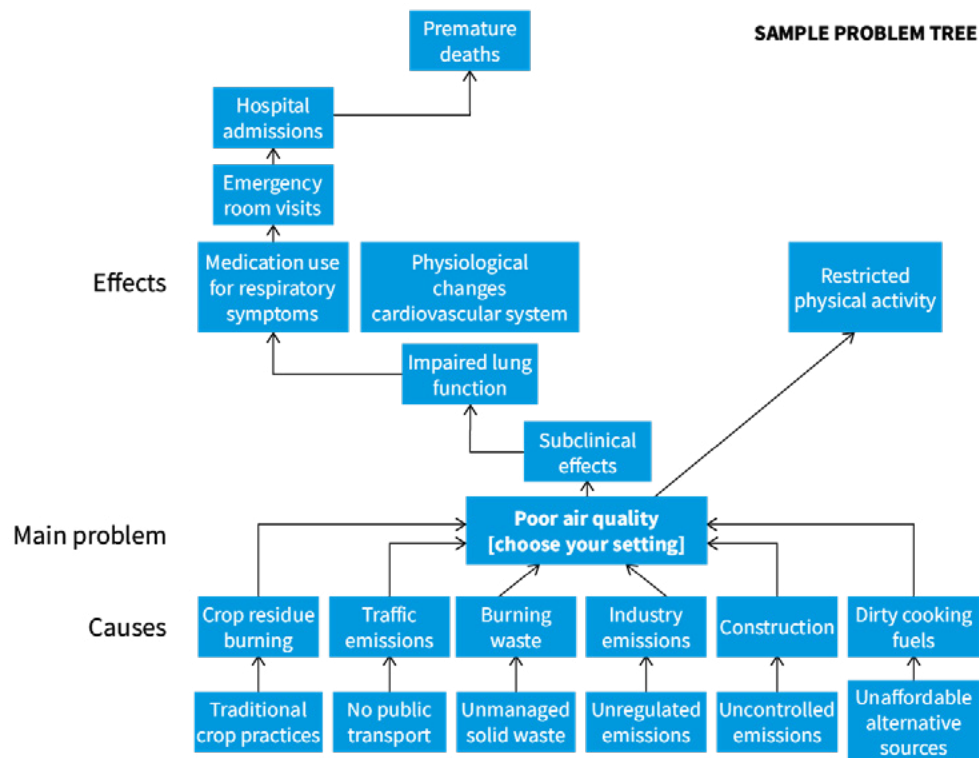 SAMPLE PROBLEM TREE
Premature
deaths
Hospital
admissions
Emergency
room visits
Effects
Medication use
for respiratory
symptoms
Physiological
changes
cardiovascular system
Restricted
physical activity
Impaired lung
function
Subclinical
effects
Main problem
Poor air quality
[choose your setting]
Causes
Crop residue
burning
Traffic
emissions
Burning
waste
Industry
emissions
Construction
Dirty cooking
fuels
Traditional
crop practices
No public
transport
Unmanaged
solid waste
Unregulated
emissions
Uncontrolled
emissions
Unaffordable
alternative
sources